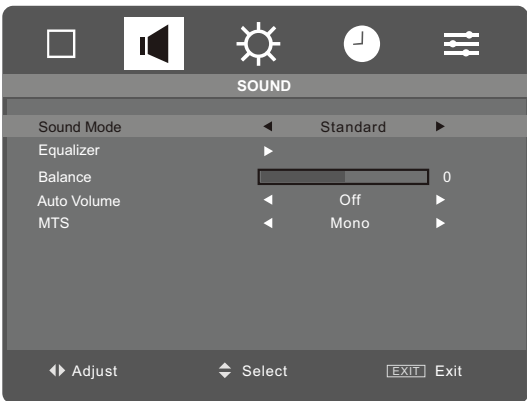 SOUND
Sound Mode Standard
Equalizer
Balance 0
Auto Volume Off
MTS Mono
Adjust Select EXIT Exit